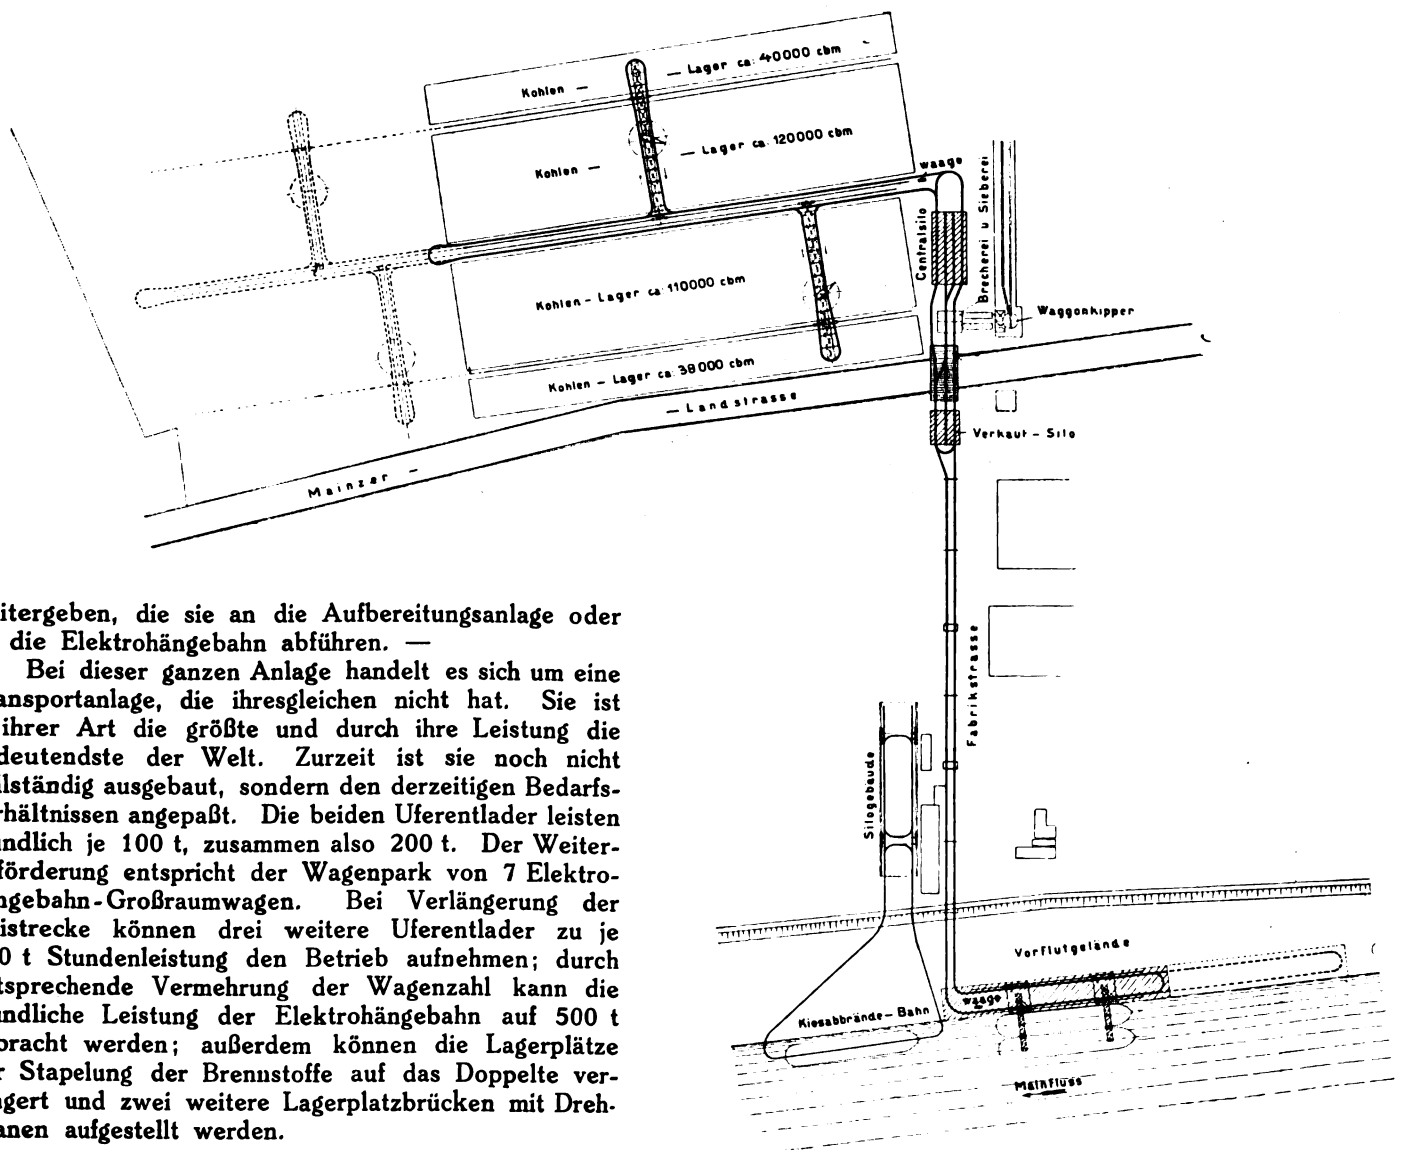 Kohlen — — Lager ca. 40000 cbm
Kohlen — — Lager ca. 120000 cbm
waage
Centralsilo
Brecherei u Sieberei
Kohlen - Lager ca. 110000 cbm
Waggonkipper
Kohlen - Lager ca. 38000 cbm
Mainzer — — Landstrasse
Verkauf - Silo
Fabrikstrasse
Silogebäude
Vorflutgelände
waage
Kiesabbrände - Bahn
Mainfluss
itergeben, die sie an die Aufbereitungsanlage oder
die Elektrohängebahn abführen. —
Bei dieser ganzen Anlage handelt es sich um eine
ansportanlage, die ihresgleichen nicht hat. Sie ist
ihrer Art die größte und durch ihre Leistung die
deutendste der Welt. Zurzeit ist sie noch nicht
llständig ausgebaut, sondern den derzeitigen Bedarfs-
rhältnissen angepaßt. Die beiden Uferentlader leisten
indlich je 100 t, zusammen also 200 t. Der Weiter-
förderung entspricht der Wagenpark von 7 Elektro-
ngebahn-Großraumwagen. Bei Verlängerung der
istrecke können drei weitere Uferentlader zu je
0 t Stundenleistung den Betrieb aufnehmen; durch
tsprechende Vermehrung der Wagenzahl kann die
indliche Leistung der Elektrohängebahn auf 500 t
bracht werden; außerdem können die Lagerplätze
r Stapelung der Brennstoffe auf das Doppelte ver-
ngert und zwei weitere Lagerplatzbrücken mit Dreh-
anen aufgestellt werden.